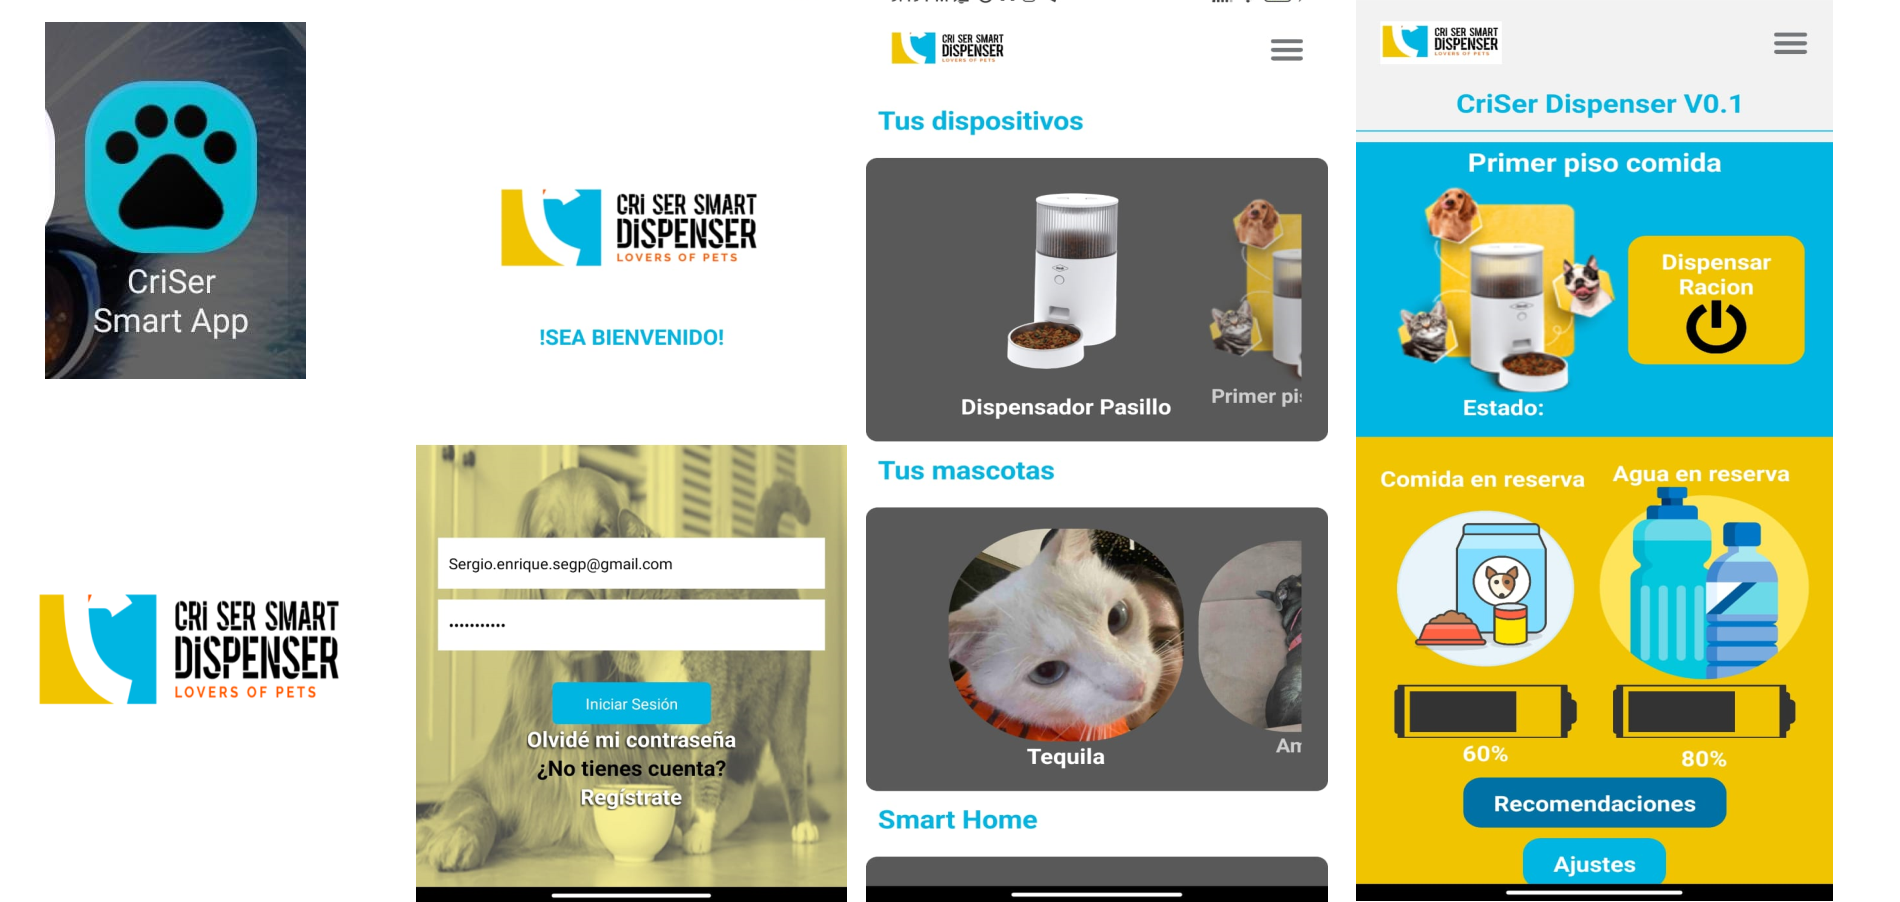 CriSer
Smart App
CRI SER SMART
DISPENSER
LOVERS OF PETS
CRI SER SMART
DISPENSER
LOVERS OF PETS
!SEA BIENVENIDO!
Sergio.enrique.segp@gmail.com
Iniciar Sesión
Olvidé mi contraseña
¿No tienes cuenta?
Regístrate
CRI SER SMART
DISPENSER
LOVERS OF PETS
Tus dispositivos
Dispensador Pasillo
Primer pi
Tus mascotas
Tequila
Am
Smart Home
CRI SER SMART
DISPENSER
LOVERS OF PETS
CriSer Dispenser V0.1
Primer piso comida
Dispensar
Racion
Estado:
Comida en reserva
Agua en reserva
60%
80%
Recomendaciones
Ajustes